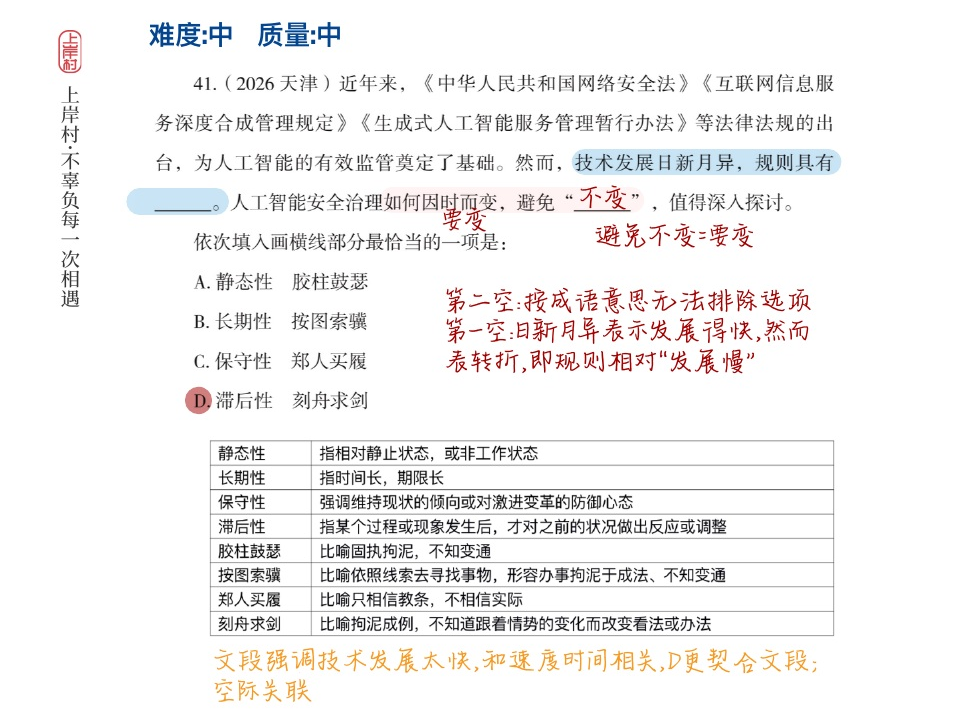 难度:中 质量:中
上岸村
上岸村·不辜负每一次相遇
41.（2026 天津）近年来，《中华人民共和国网络安全法》《互联网信息服
务深度合成管理规定》《生成式人工智能服务管理暂行办法》等法律法规的出
台，为人工智能的有效监管奠定了基础。然而，技术发展日新月异，规则具有
______。人工智能安全治理如何因时而变，避免“不变”，值得深入探讨。
要变
避免不变=要变
依次填入画横线部分最恰当的一项是：
A. 静态性 胶柱鼓瑟
B. 长期性 按图索骥
C. 保守性 郑人买履
D. 滞后性 刻舟求剑
第二空:按成语意思无法排除选项
第一空:日新月异表示发展得快,然而
表转折,即规则相对“发展慢”
静态性 指相对静止状态，或非工作状态
长期性 指时间长，期限长
保守性 强调维持现状的倾向或对激进变革的防御心态
滞后性 指某个过程或现象发生后，才对之前的状况做出反应或调整
胶柱鼓瑟 比喻固执拘泥，不知变通
按图索骥 比喻依照线索去寻找事物，形容办事拘泥于成法、不知变通
郑人买履 比喻只相信教条，不相信实际
刻舟求剑 比喻拘泥成例，不知道跟着情势的变化而改变看法或办法
文段强调技术发展太快,和速度时间相关,D更契合文段;
空际关联